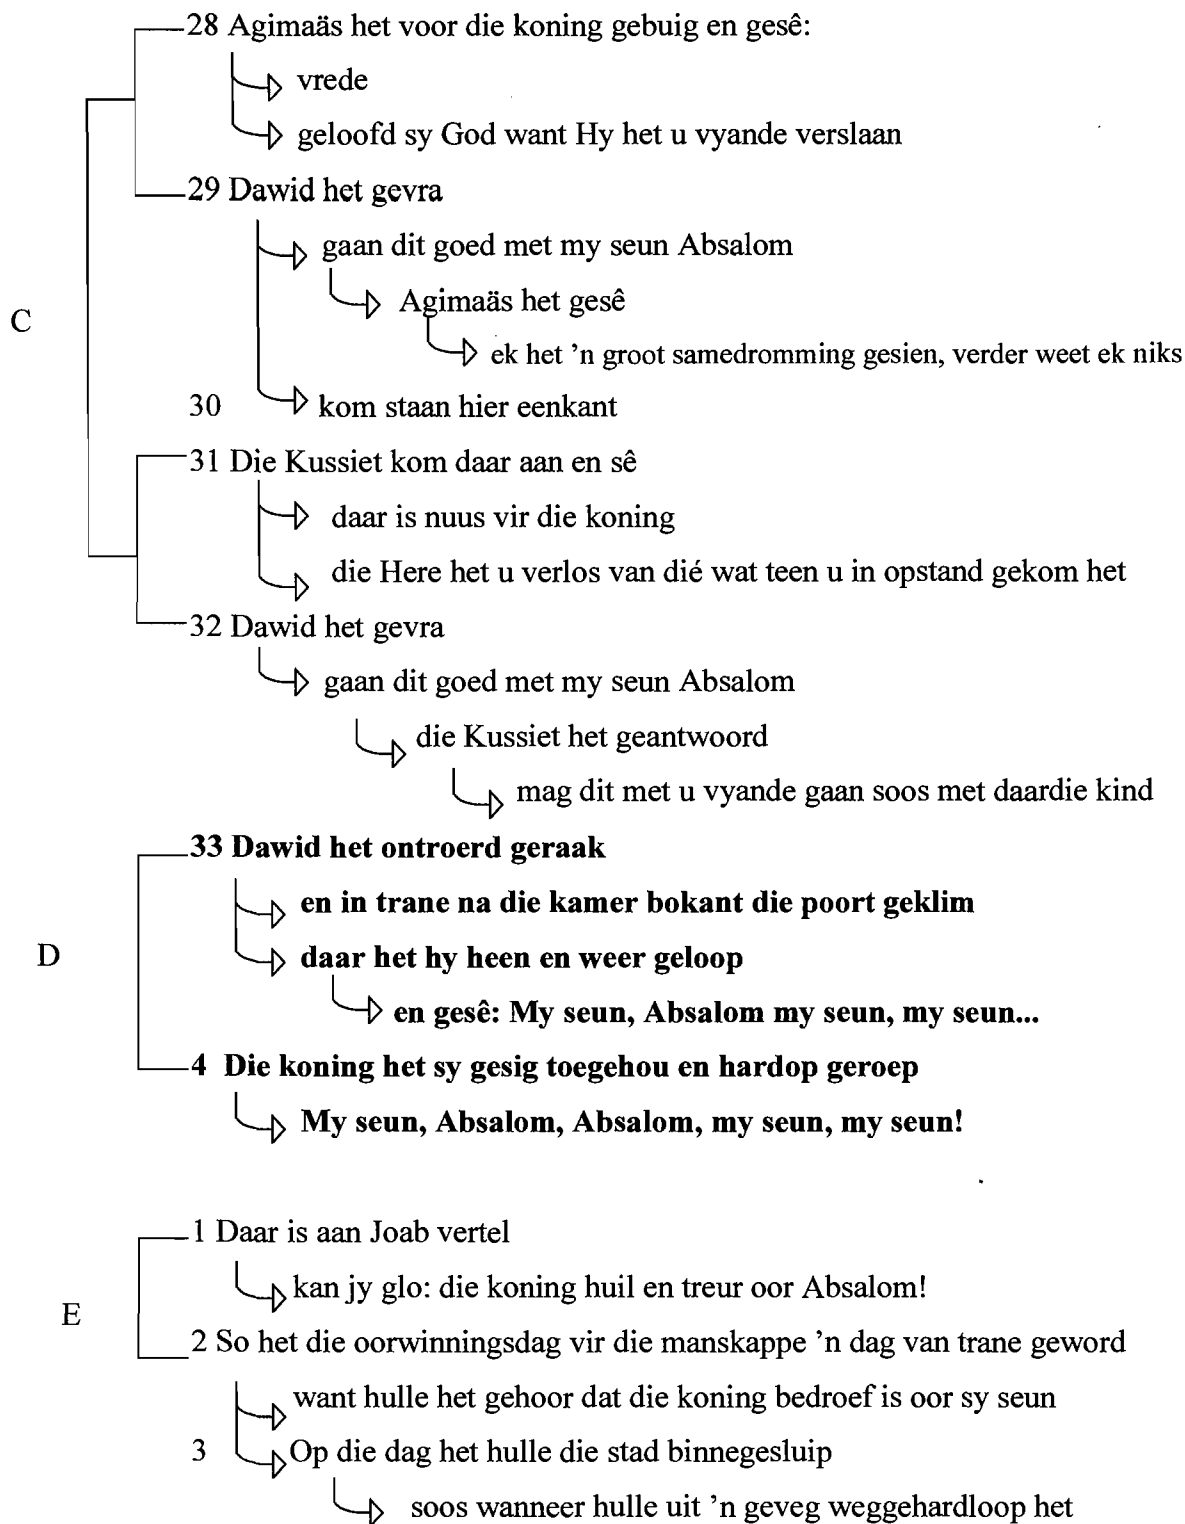 28 Agimaäs het voor die koning gebuig en gesê:
vrede
geloofd sy God want Hy het u vyande verslaan
29 Dawid het gevra
gaan dit goed met my seun Absalom
C
Agimaäs het gesê
ek het 'n groot samedromming gesien, verder weet ek niks
30 kom staan hier eenkant
31 Die Kussiet kom daar aan en sê
daar is nuus vir die koning
die Here het u verlos van dié wat teen u in opstand gekom het
32 Dawid het gevra
gaan dit goed met my seun Absalom
die Kussiet het geantwoord
mag dit met u vyande gaan soos met daardie kind
33 Dawid het ontroerd geraak
en in trane na die kamer bokant die poort geklim
D
daar het hy heen en weer geloop
en gesê: My seun, Absalom my seun, my seun...
4 Die koning het sy gesig toegehou en hardop geroep
My seun, Absalom, Absalom, my seun, my seun!
1 Daar is aan Joab vertel
kan jy glo: die koning huil en treur oor Absalom!
E
2 So het die oorwinningsdag vir die manskappe 'n dag van trane geword
want hulle het gehoor dat die koning bedroef is oor sy seun
3 Op die dag het hulle die stad binnegesluip
soos wanneer hulle uit 'n geveg weggehardloop het